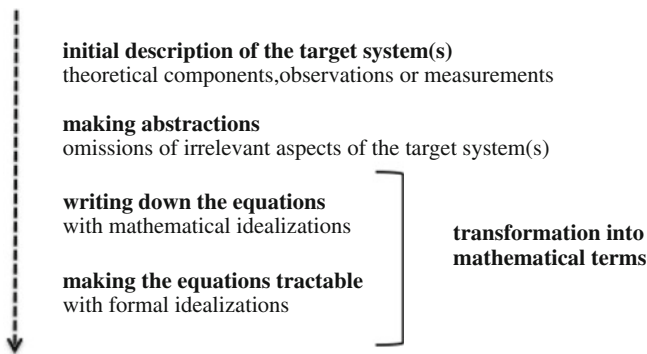 initial description of the target system(s)
theoretical components,observations or measurements
making abstractions
omissions of irrelevant aspects of the target system(s)
writing down the equations
with mathematical idealizations
making the equations tractable
with formal idealizations
transformation into
mathematical terms